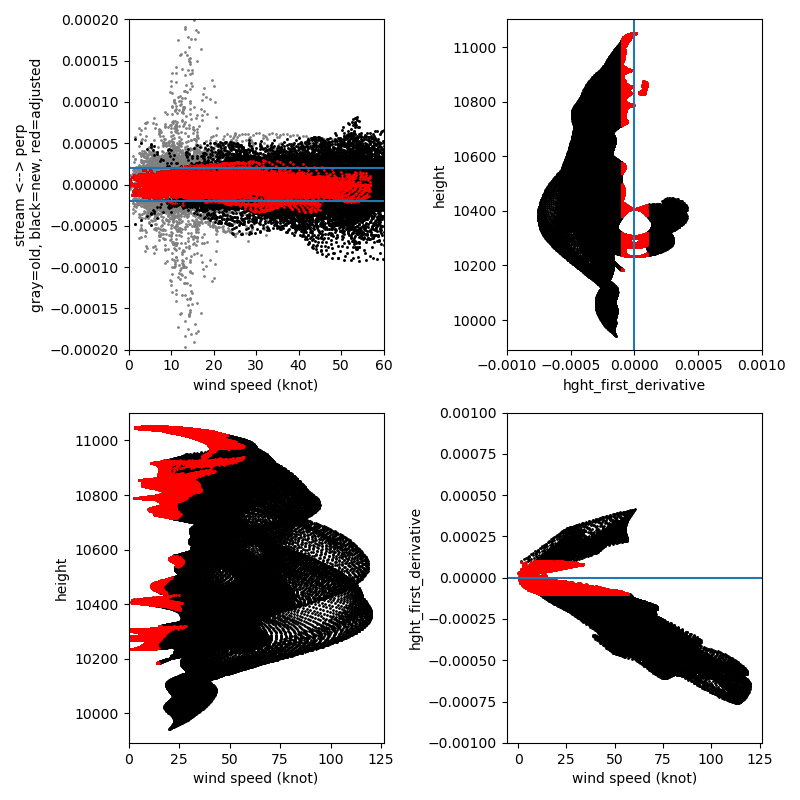 0.00020
0.00015
0.00010
0.00005
0.00000
−0.00005
−0.00010
−0.00015
−0.00020
stream <--> perp
gray=old, black=new, red=adjusted
0 10 20 30 40 50 60
wind speed (knot)
11000
10800
10600
10400
10200
10000
height
−0.0010 −0.0005 0.0000 0.0005 0.0010
hght_first_derivative
11000
10800
10600
10400
10200
10000
height
0 25 50 75 100 125
wind speed (knot)
0.00100
0.00075
0.00050
0.00025
0.00000
−0.00025
−0.00050
−0.00075
−0.00100
hght_first_derivative
0 25 50 75 100 125
wind speed (knot)